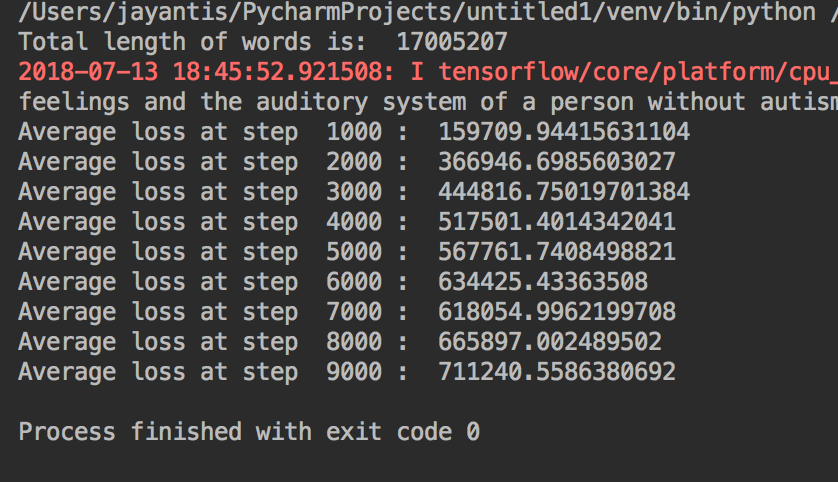 /Users/jayantis/PycharmProjects/untitled1/venv/bin/python /
Total length of words is:  17005207
2018-07-13 18:45:52.921508: I tensorflow/core/platform/cpu_
feelings and the auditory system of a person without autism
Average loss at step  1000 :  159709.94415631104
Average loss at step  2000 :  366946.6985603027
Average loss at step  3000 :  444816.75019701384
Average loss at step  4000 :  517501.4014342041
Average loss at step  5000 :  567761.7408498821
Average loss at step  6000 :  634425.43363508
Average loss at step  7000 :  618054.9962199708
Average loss at step  8000 :  665897.002489502
Average loss at step  9000 :  711240.5586380692
Process finished with exit code 0